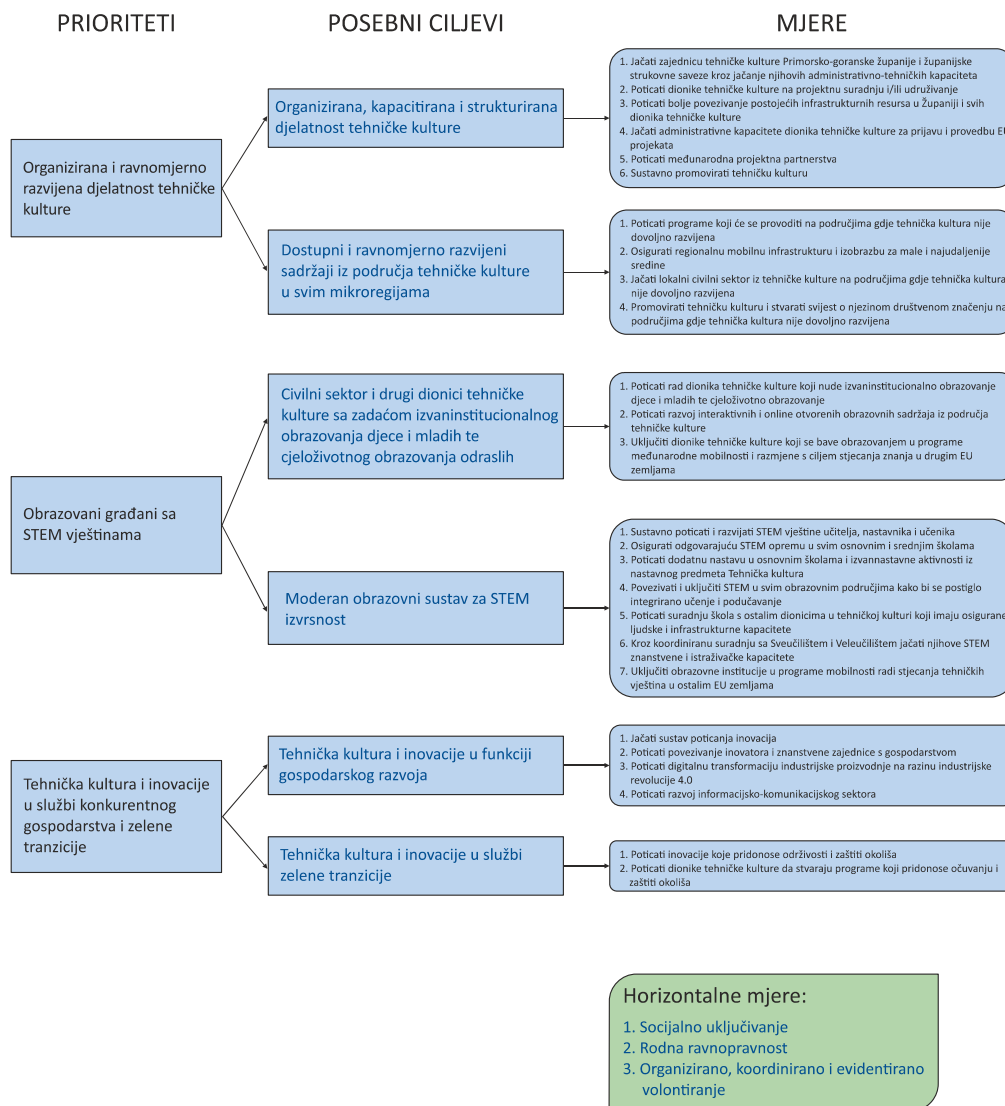 PRIORITETI
POSEBNI CILJEVI
MJERE
Organizirana i ravnomjerno
razvijena djelatnost tehničke
kulture
Organizirana, kapacitirana i strukturirana
djelatnost tehničke kulture
1. Jačati zajednicu tehničke kulture Primorsko-goranske županije i županijske
strukovne saveze kroz jačanje njihovih administrativno-tehničkih kapaciteta
2. Poticati dionike tehničke kulture na projektnu suradnju i/ili udruživanje
3. Poticati bolje povezivanje postojećih infrastrukturnih resursa u Županiji i svih
dionika tehničke kulture
4. Jačati administrativne kapacitete dionika tehničke kulture za prijavu i provedbu EU
projekata
5. Poticati međunarodna projektna partnerstva
6. Sustavno promovirati tehničku kulturu
Dostupni i ravnomjerno razvijeni
sadržaji iz područja tehničke kulture
u svim mikroregijama
1. Poticati programe koji će se provoditi na područjima gdje tehnička kultura nije
dovoljno razvijena
2. Osigurati regionalnu mobilnu infrastrukturu i izobrazbu za male i najudaljenije
sredine
3. Jačati lokalni civilni sektor iz tehničke kulture na područjima gdje tehnička kultura
nije dovoljno razvijena
4. Promovirati tehničku kulturu i stvarati svijest o njezinom društvenom značenju na
područjima gdje tehnička kultura nije dovoljno razvijena
Obrazovani građani sa
STEM vještinama
Civilni sektor i drugi dionici tehničke
kulture sa zadaćom izvaninstitucionalnog
obrazovanja djece i mladih te
cjeloživotnog obrazovanja odraslih
1. Poticati rad dionika tehničke kulture koji nude izvaninstitucionalno obrazovanje
djece i mladih te cjeloživotno obrazovanje
2. Poticati razvoj interaktivnih i online otvorenih obrazovnih sadržaja iz područja
tehničke kulture
3. Uključiti dionike tehničke kulture koji se bave obrazovanjem u programe
međunarodne mobilnosti i razmjene s ciljem stjecanja znanja u drugim EU
zemljama
Moderan obrazovni sustav za STEM
izvrsnost
1. Sustavno poticati i razvijati STEM vještine učitelja, nastavnika i učenika
2. Osigurati odgovarajuću STEM opremu u svim osnovnim i srednjim školama
3. Poticati dodatnu nastavu u osnovnim školama i izvannastavne aktivnosti iz
nastavnog predmeta Tehnička kultura
4. Povezivati i uključiti STEM u svim obrazovnim područjima kako bi se postiglo
integrirano učenje i podučavanje
5. Poticati suradnju škola s ostalim dionicima u tehničkoj kulturi koji imaju osigurane
ljudske i infrastrukturne kapacitete
6. Kroz koordiniranu suradnju sa Sveučilištem i Veleučilištem jačati njihove STEM
znanstvene i istraživačke kapacitete
7. Uključiti obrazovne institucije u programe mobilnosti radi stjecanja tehničkih
vještina u ostalim EU zemljama
Tehnička kultura i inovacije
u službi konkurentnog
gospodarstva i zelene
tranzicije
Tehnička kultura i inovacije u funkciji
gospodarskog razvoja
1. Jačati sustav poticanja inovacija
2. Poticati povezivanje inovatora i znanstvene zajednice s gospodarstvom
3. Poticati digitalnu transformaciju industrijske proizvodnje na razinu industrijske
revolucije 4.0
4. Poticati razvoj informacijsko-komunikacijskog sektora
Tehnička kultura i inovacije u službi
zelene tranzicije
1. Poticati inovacije koje pridonose održivosti i zaštiti okoliša
2. Poticati dionike tehničke kulture da stvaraju programe koji pridonose očuvanju i
zaštiti okoliša
Horizontalne mjere:
1. Socijalno uključivanje
2. Rodna ravnopravnost
3. Organizirano, koordinirano i evidentirano
volontiranje